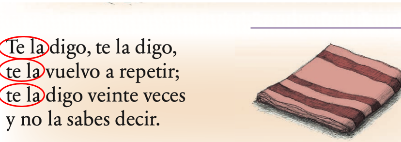 Te la digo, te la digo,
te la vuelvo a repetir;
te la digo veinte veces
y no la sabes decir.